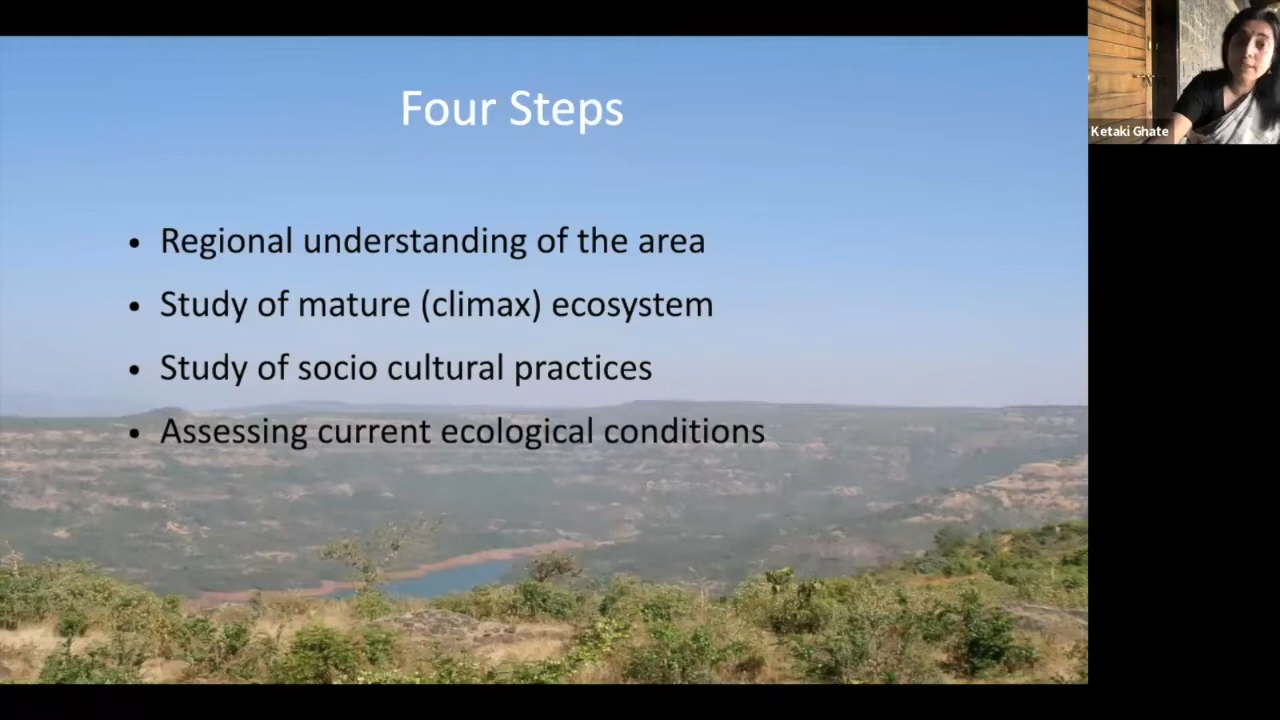 Four Steps
• Regional understanding of the area
• Study of mature (climax) ecosystem
• Study of socio cultural practices
• Assessing current ecological conditions
Ketaki Ghate